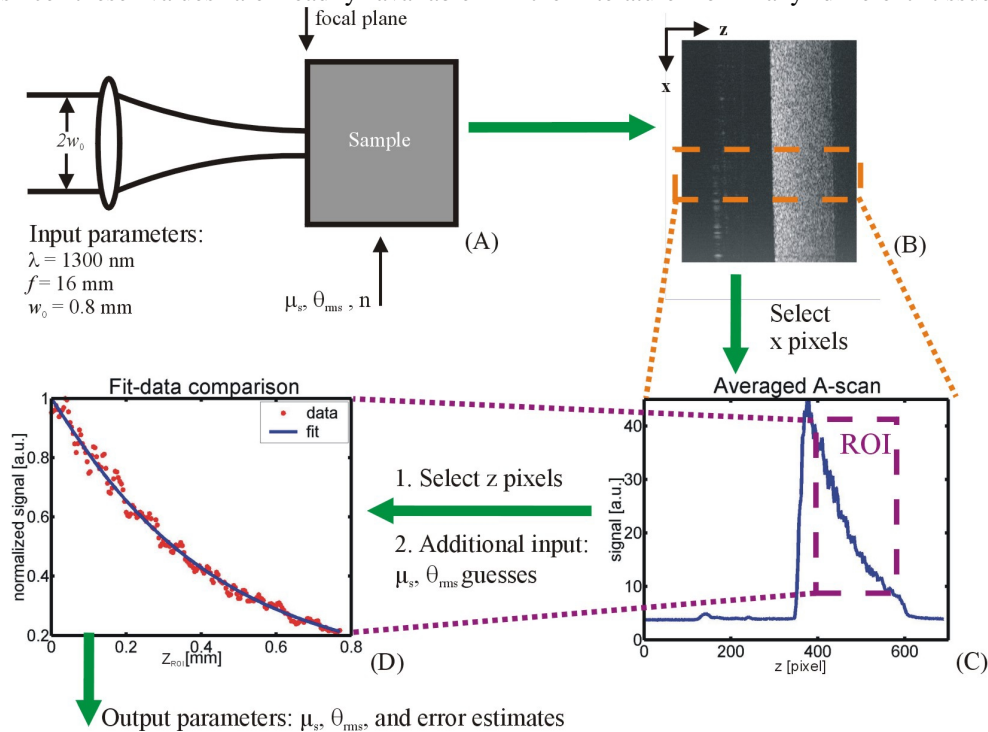 focal plane
2w₀
Sample
(A)
Input parameters:
λ = 1300 nm
f = 16 mm
w₀ = 0.8 mm
μₛ, θrms , n
z
x
(B)
Select
x pixels
Averaged A-scan
signal [a.u.]
40
30
20
10
0
0 200 400 600
z [pixel]
ROI
(C)
1. Select z pixels
2. Additional input:
μₛ, θrms guesses
Fit-data comparison
normalized signal [a.u.]
1
0.8
0.6
0.4
0.2
0 0.2 0.4 0.6 0.8
ZROI[mm]
data
fit
(D)
Output parameters: μₛ, θrms, and error estimates